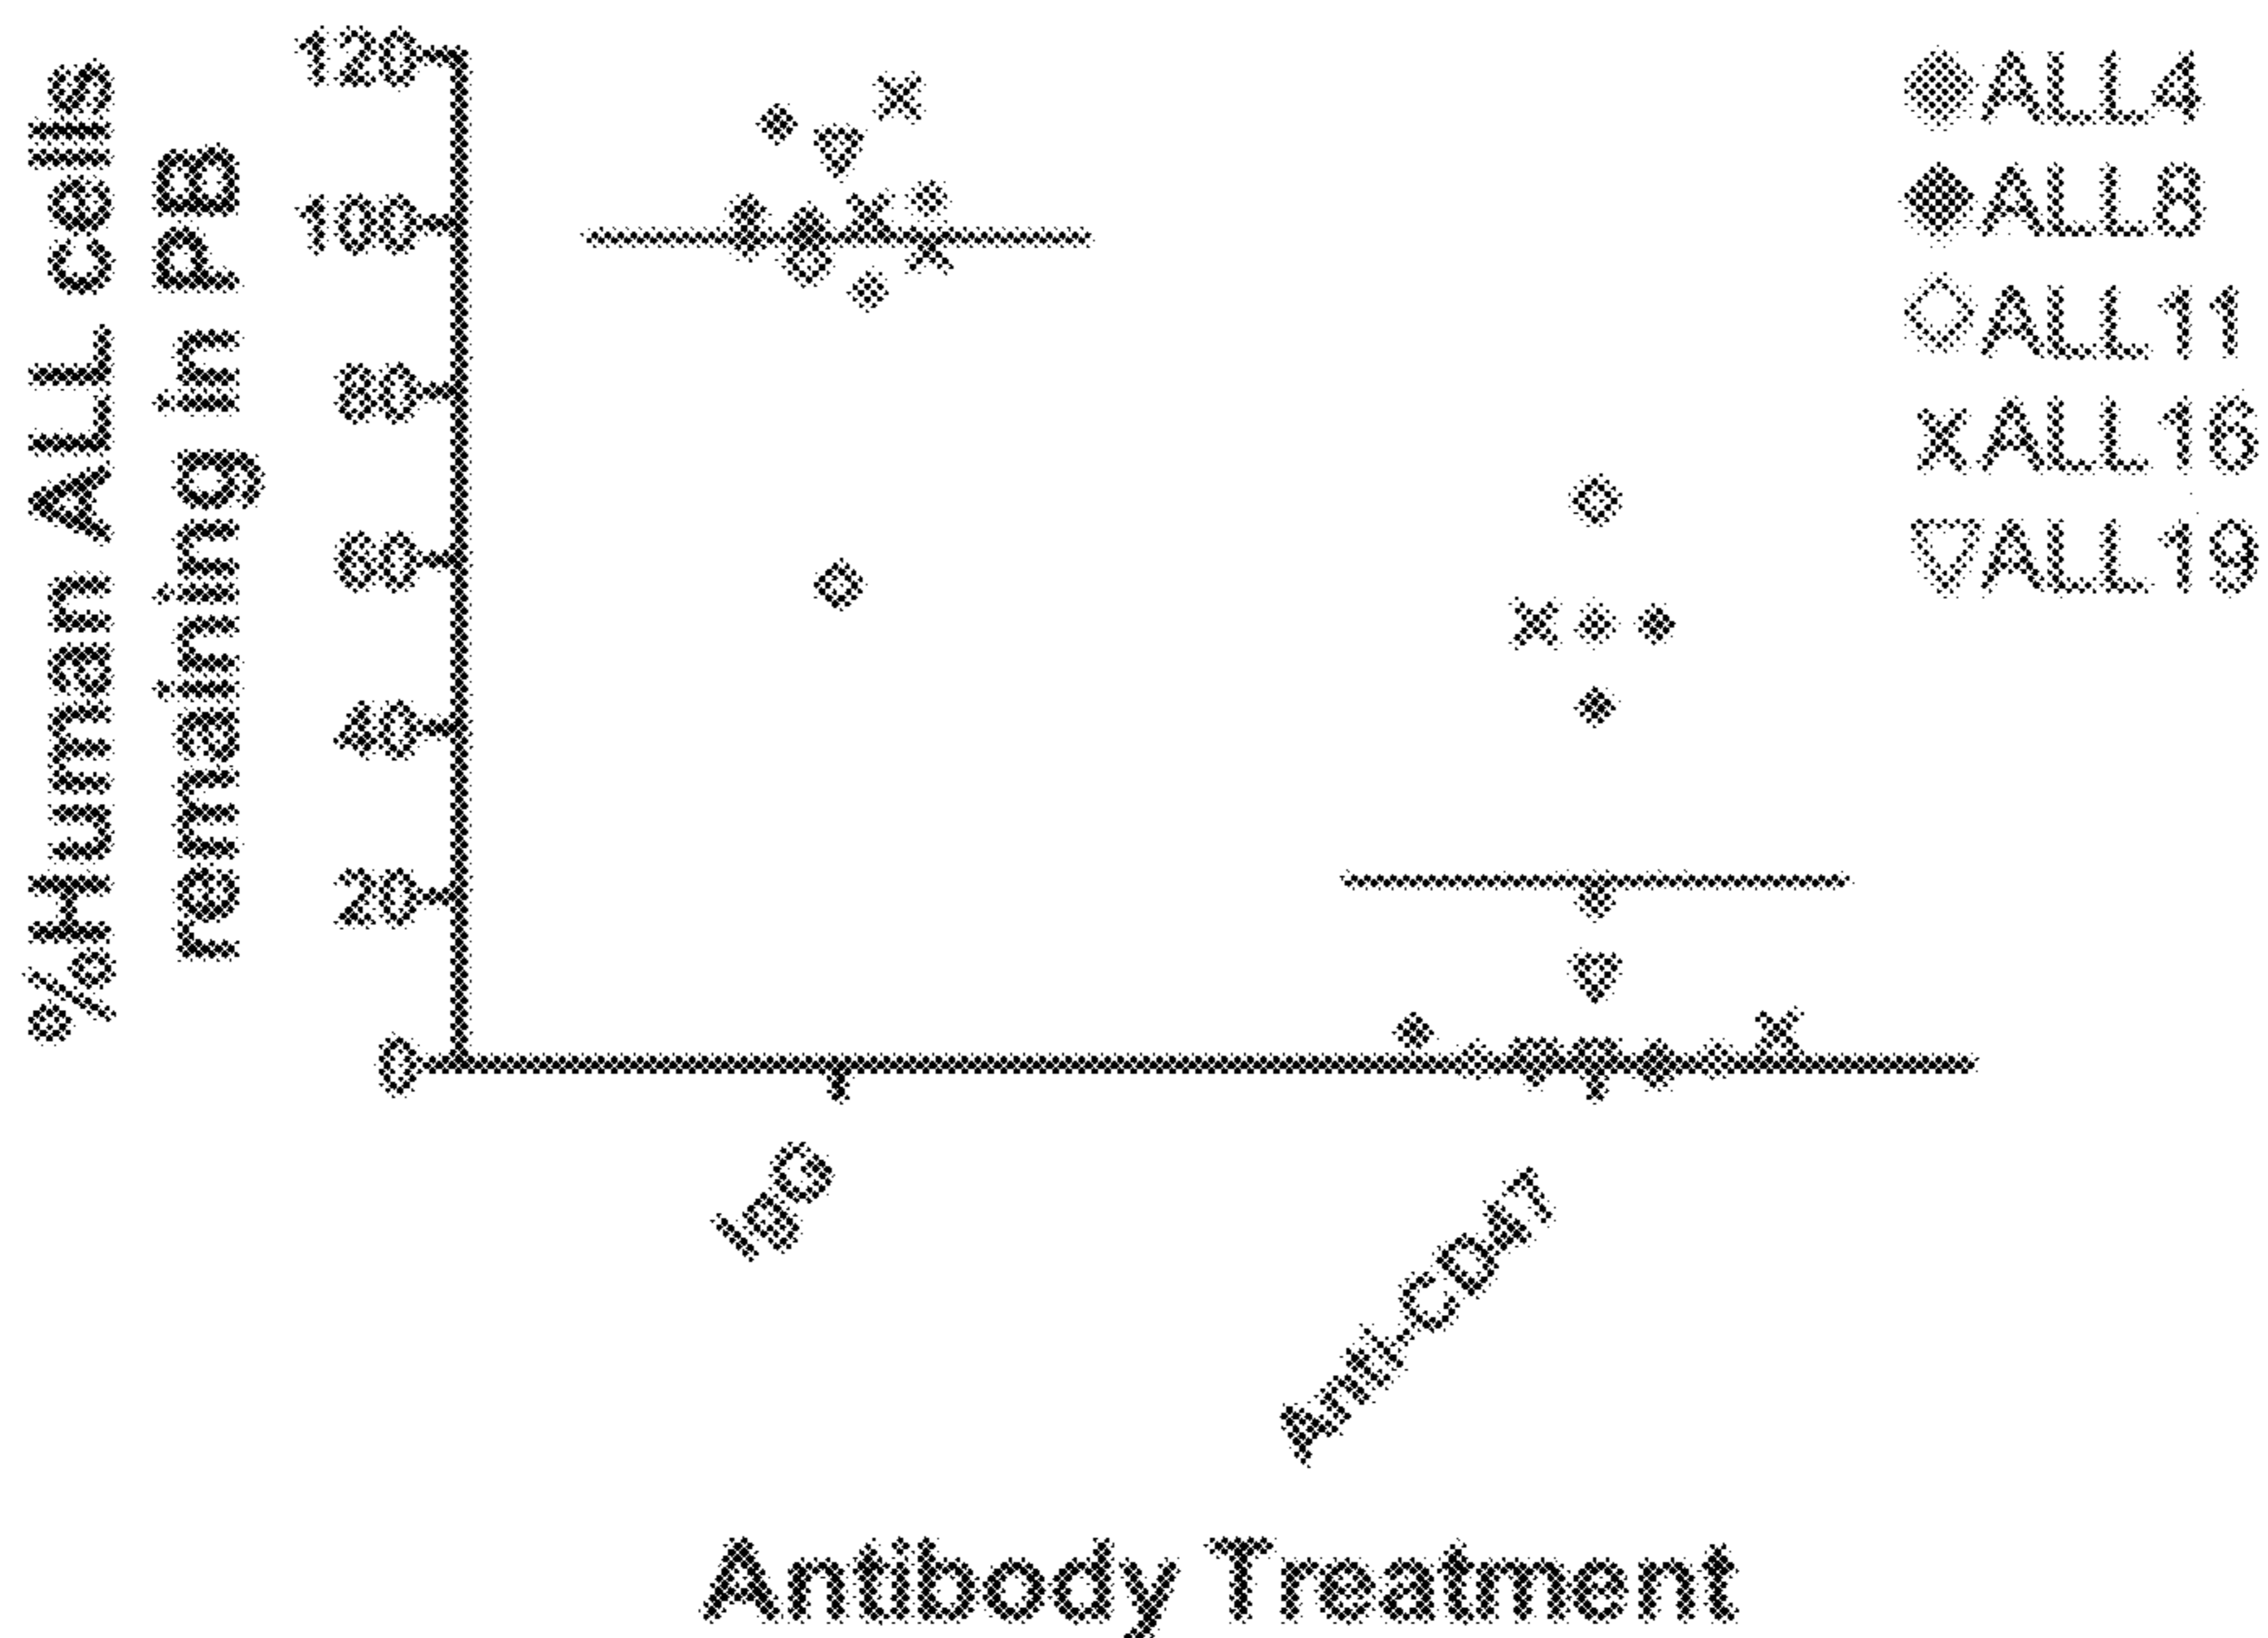 %Human ALL cells
remaining in PB
120
100
80
60
40
20
0
IgG
Anti-CD47
Antibody Treatment
ALL4
ALL8
ALL11
ALL16
ALL19